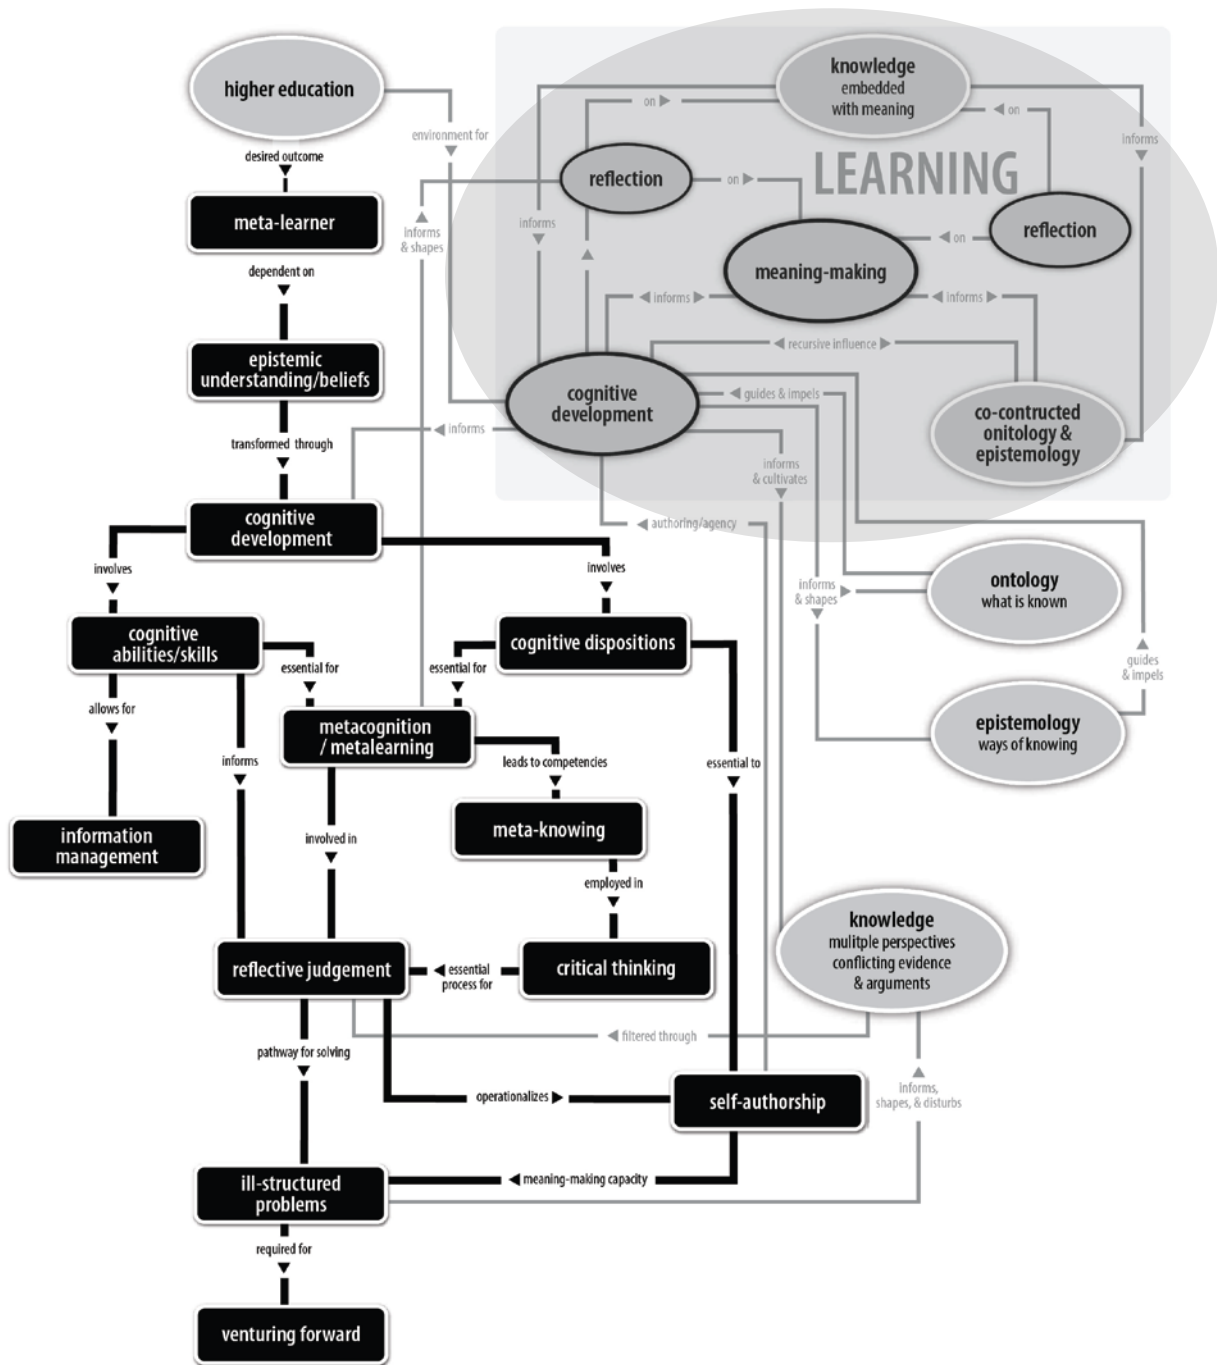 higher education
knowledge
embedded
with meaning
on
on
environment for
informs
LEARNING
desired outcome
reflection
on
meta-learner
informs
& shapes
informs
reflection
on
meaning-making
dependent on
informs
informs
epistemic
understanding/beliefs
recursive influence
cognitive
development
guides & impels
co-contructed
onitology &
epistemology
transformed through
informs
informs
& cultivates
cognitive
development
authoring/agency
involves
involves
informs
& shapes
ontology
what is known
cognitive
abilities/skills
cognitive dispositions
essential for
essential for
guides
& impels
allows for
metacognition
/ metalearning
epistemology
ways of knowing
informs
leads to competencies
essential to
information
management
involved in
meta-knowing
employed in
knowledge
mulitple perspectives
conflicting evidence
& arguments
reflective judgement
essential
process for
critical thinking
filtered through
pathway for solving
operationalizes
self-authorship
informs,
shapes, & disturbs
ill-structured
problems
meaning-making capacity
required for
venturing forward